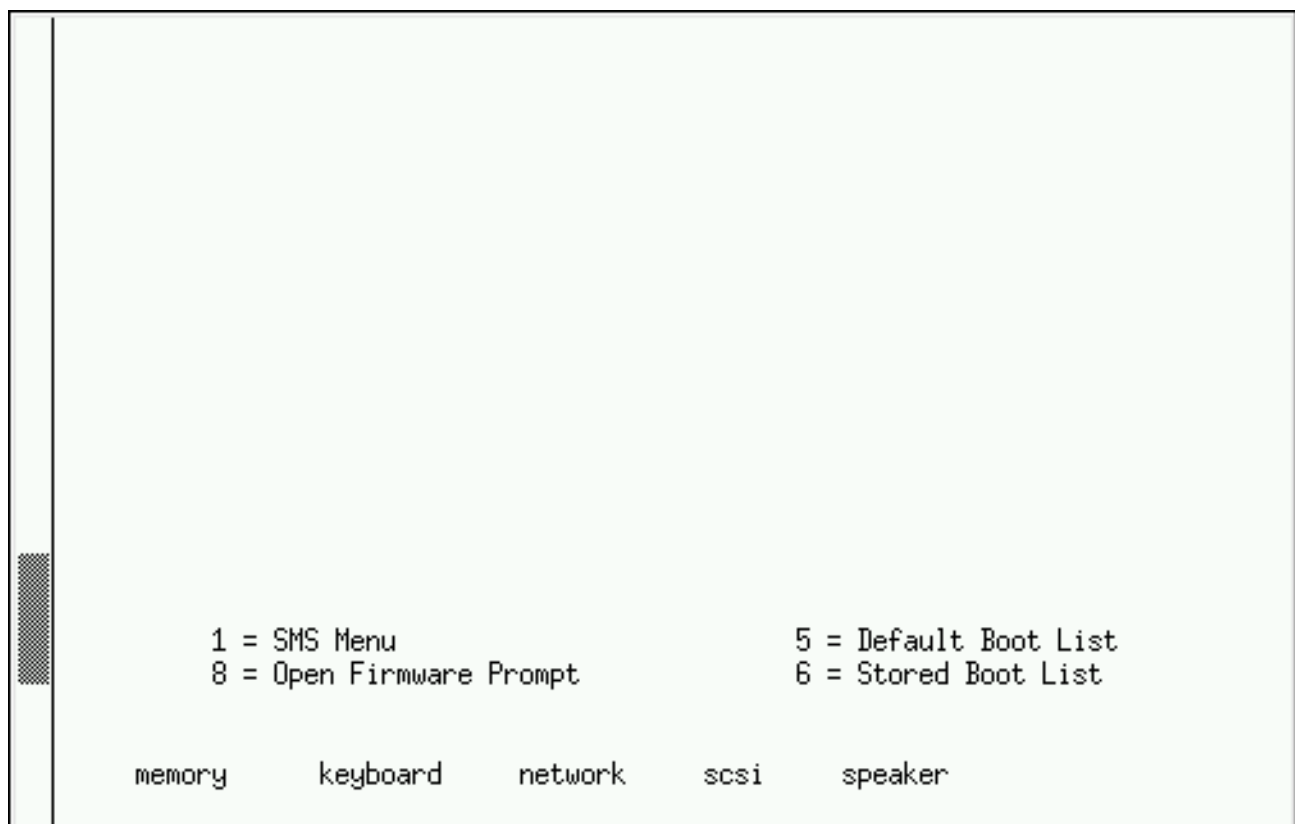 1 = SMS Menu 5 = Default Boot List
8 = Open Firmware Prompt 6 = Stored Boot List
memory keyboard network scsi speaker